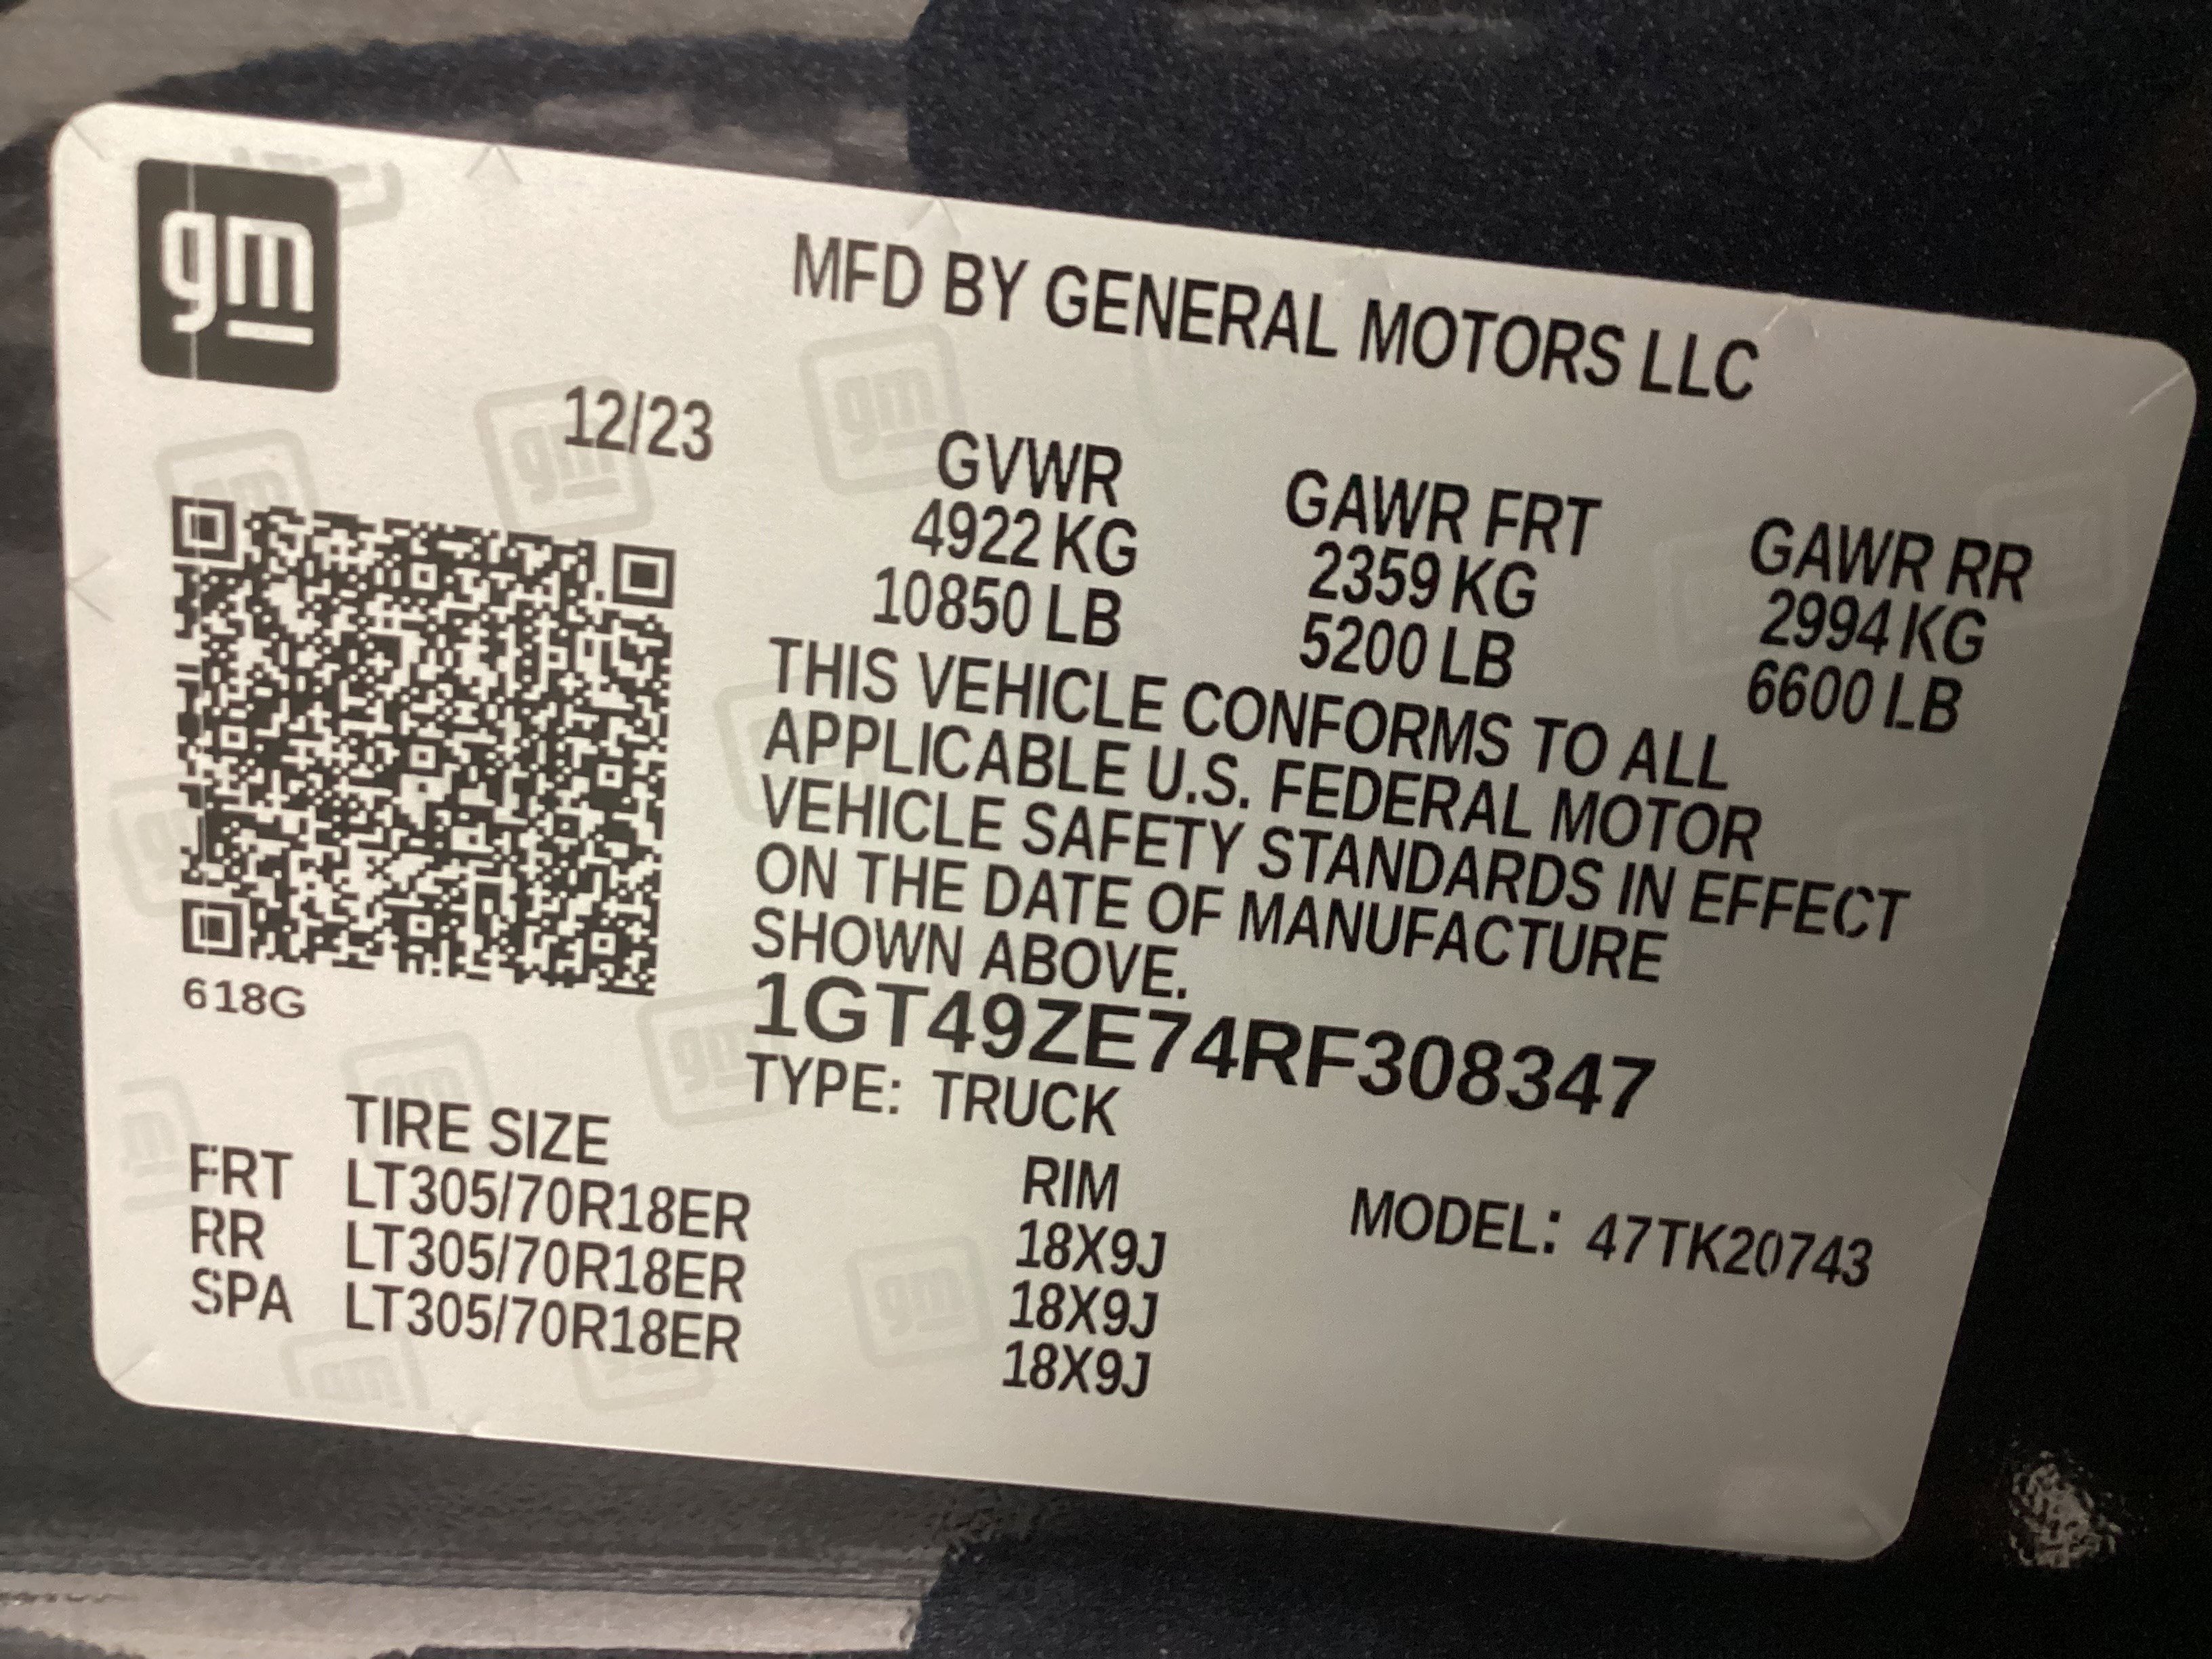 gm
MFD BY GENERAL MOTORS LLC
12/23
GVWR GAWR FRT GAWR RR
4922 KG 2359 KG 2994 KG
10850 LB 5200 LB 6600 LB
THIS VEHICLE CONFORMS TO ALL
APPLICABLE U.S. FEDERAL MOTOR
VEHICLE SAFETY STANDARDS IN EFFECT
ON THE DATE OF MANUFACTURE
SHOWN ABOVE.
618G
1GT49ZE74RF308347
TYPE: TRUCK
TIRE SIZE RIM
FRT LT305/70R18ER 18X9J
RR LT305/70R18ER 18X9J
SPA LT305/70R18ER 18X9J
MODEL: 47TK20743